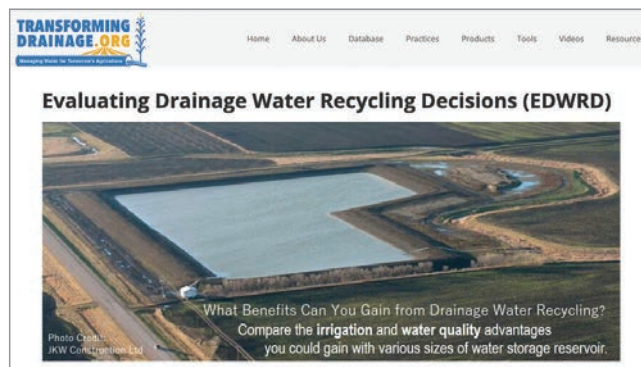 TRANSFORMING
DRAINAGE.ORG
Managing Water for Tomorrow's Agriculture
Home About Us Database Practices Products Tools Videos Resource
Evaluating Drainage Water Recycling Decisions (EDWRD)
What Benefits Can You Gain from Drainage Water Recycling?
Compare the irrigation and water quality advantages
you could gain with various sizes of water storage reservoir.
Photo Credit:
JKW Construction Ltd